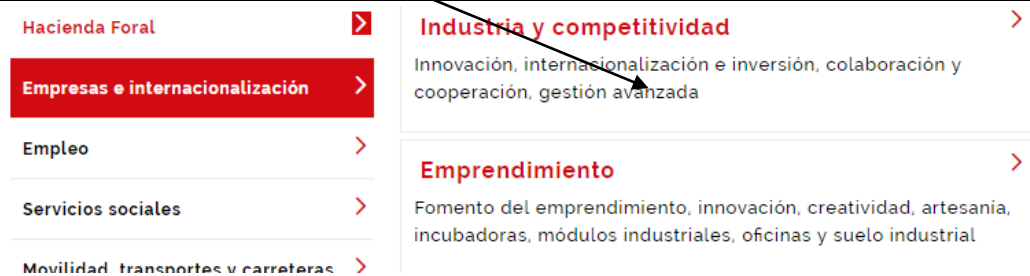 Hacienda Foral
Empresas e internacionalización
Empleo
Servicios sociales
Movilidad, transportes y carreteras
Industria y competitividad
Innovación, internacionalización e inversión, colaboración y
cooperación, gestión avanzada
Emprendimiento
Fomento del emprendimiento, innovación, creatividad, artesanía,
incubadoras, módulos industriales, oficinas y suelo industrial